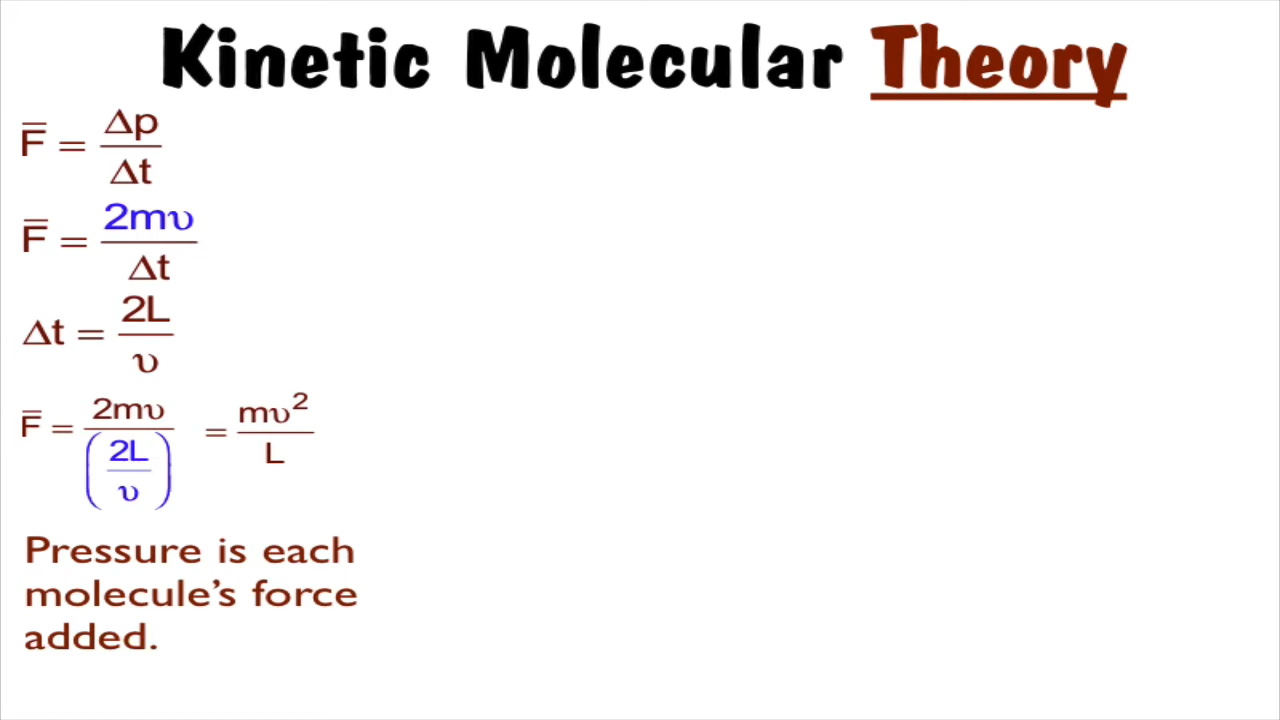 Kinetic Molecular Theory
F̅ = Δp/Δt
F̅ = 2mυ/Δt
Δt = 2L/υ
F̅ = 2mυ/(2L/υ) = mυ²/L
Pressure is each
molecule’s force
added.